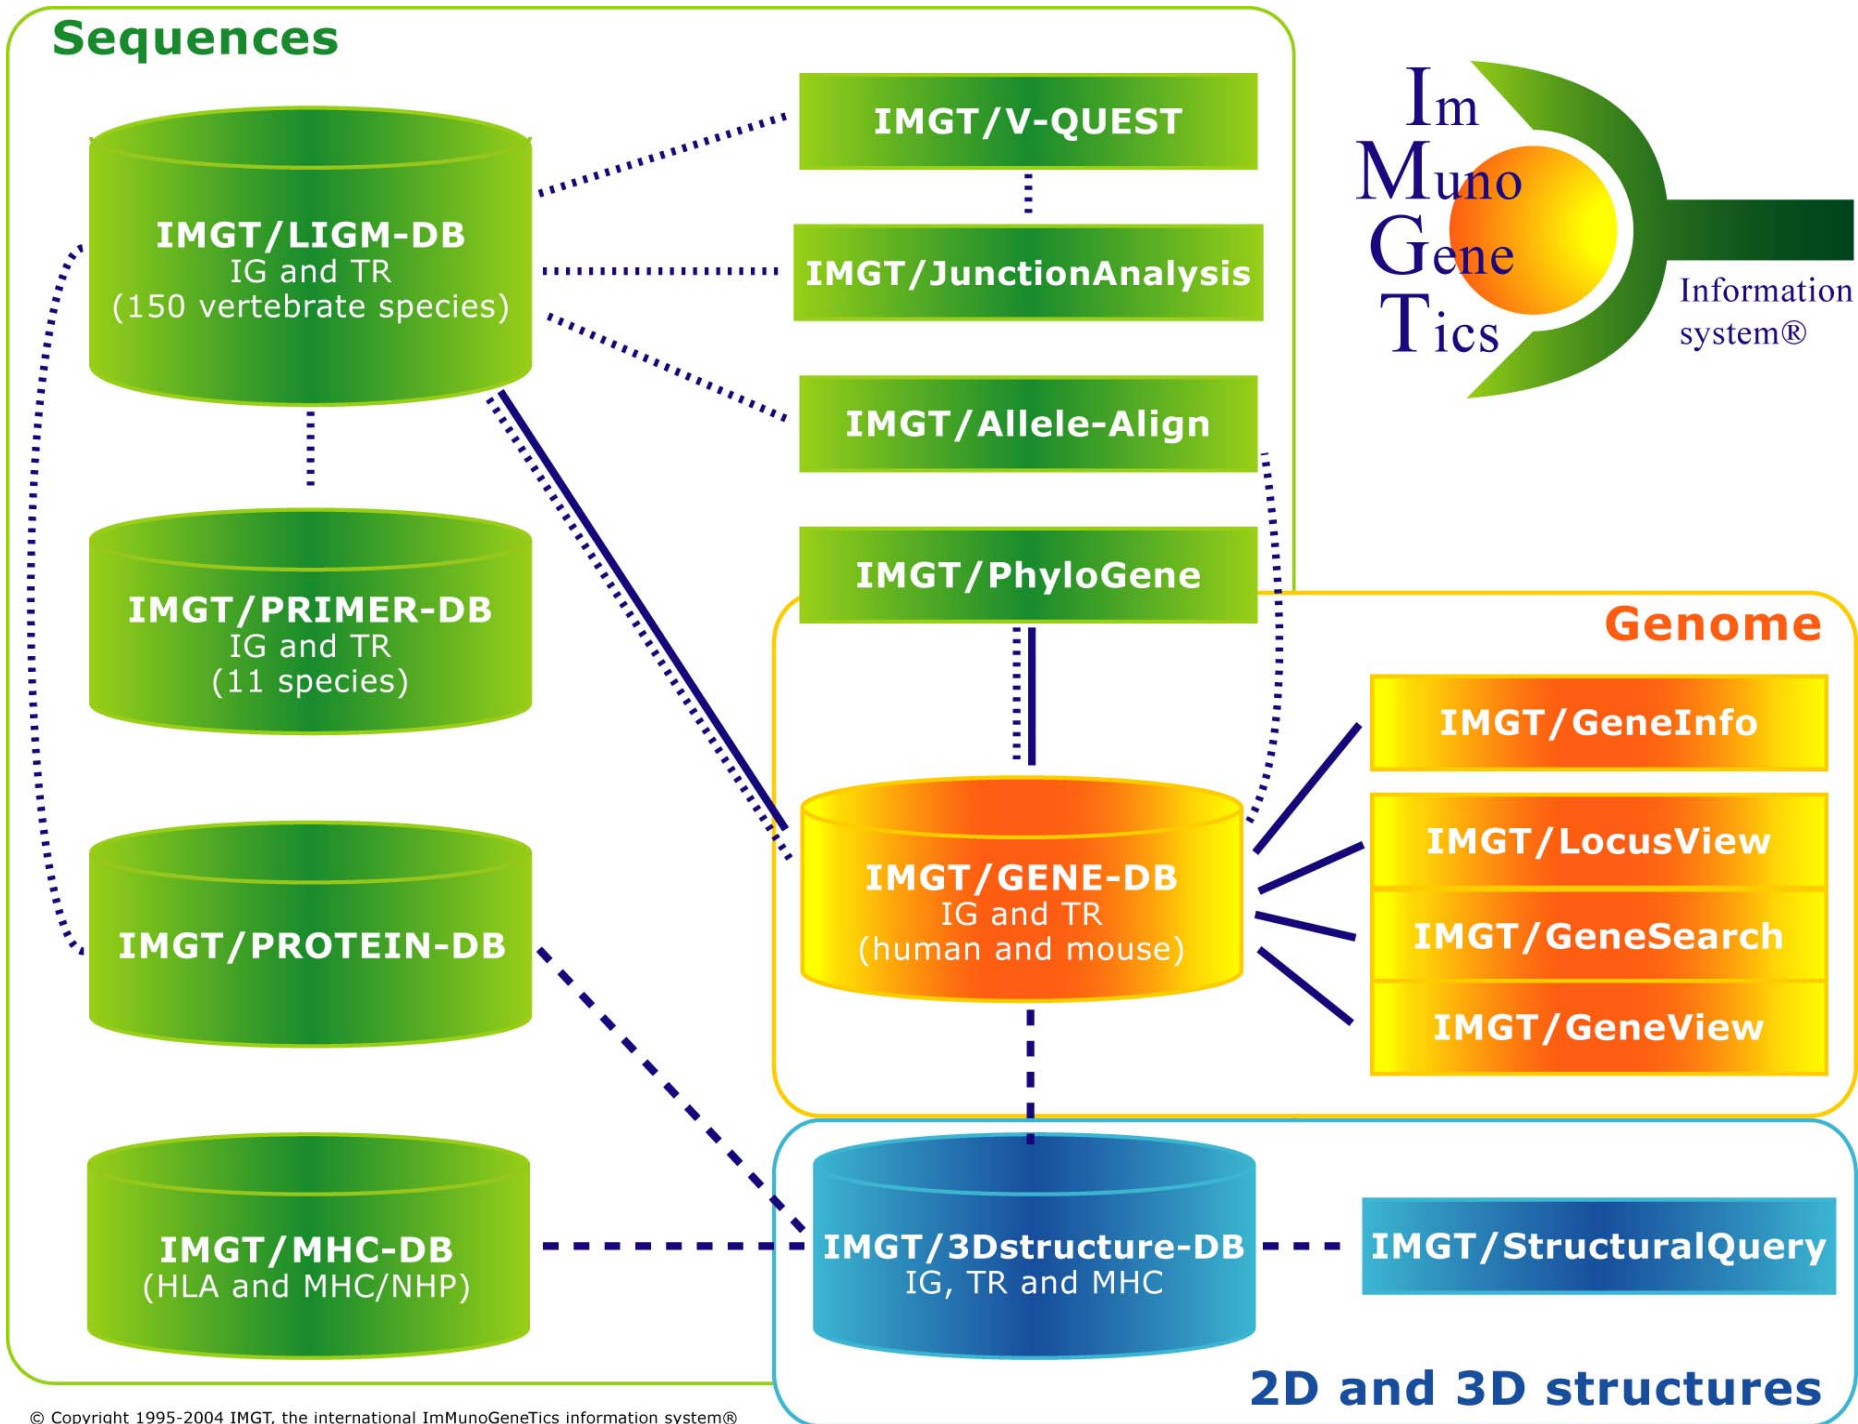 Sequences
IMGT/LIGM-DB
IG and TR
(150 vertebrate species)
IMGT/PRIMER-DB
IG and TR
(11 species)
IMGT/PROTEIN-DB
IMGT/MHC-DB
(HLA and MHC/NHP)
IMGT/V-QUEST
IMGT/JunctionAnalysis
IMGT/Allele-Align
IMGT/PhyloGene
ImMunoGeneTics
Information
system®
Genome
IMGT/GENE-DB
IG and TR
(human and mouse)
IMGT/GeneInfo
IMGT/LocusView
IMGT/GeneSearch
IMGT/GeneView
IMGT/3Dstructure-DB
IG, TR and MHC
IMGT/StructuralQuery
2D and 3D structures
© Copyright 1995-2004 IMGT, the international ImMunoGeneTics information system®